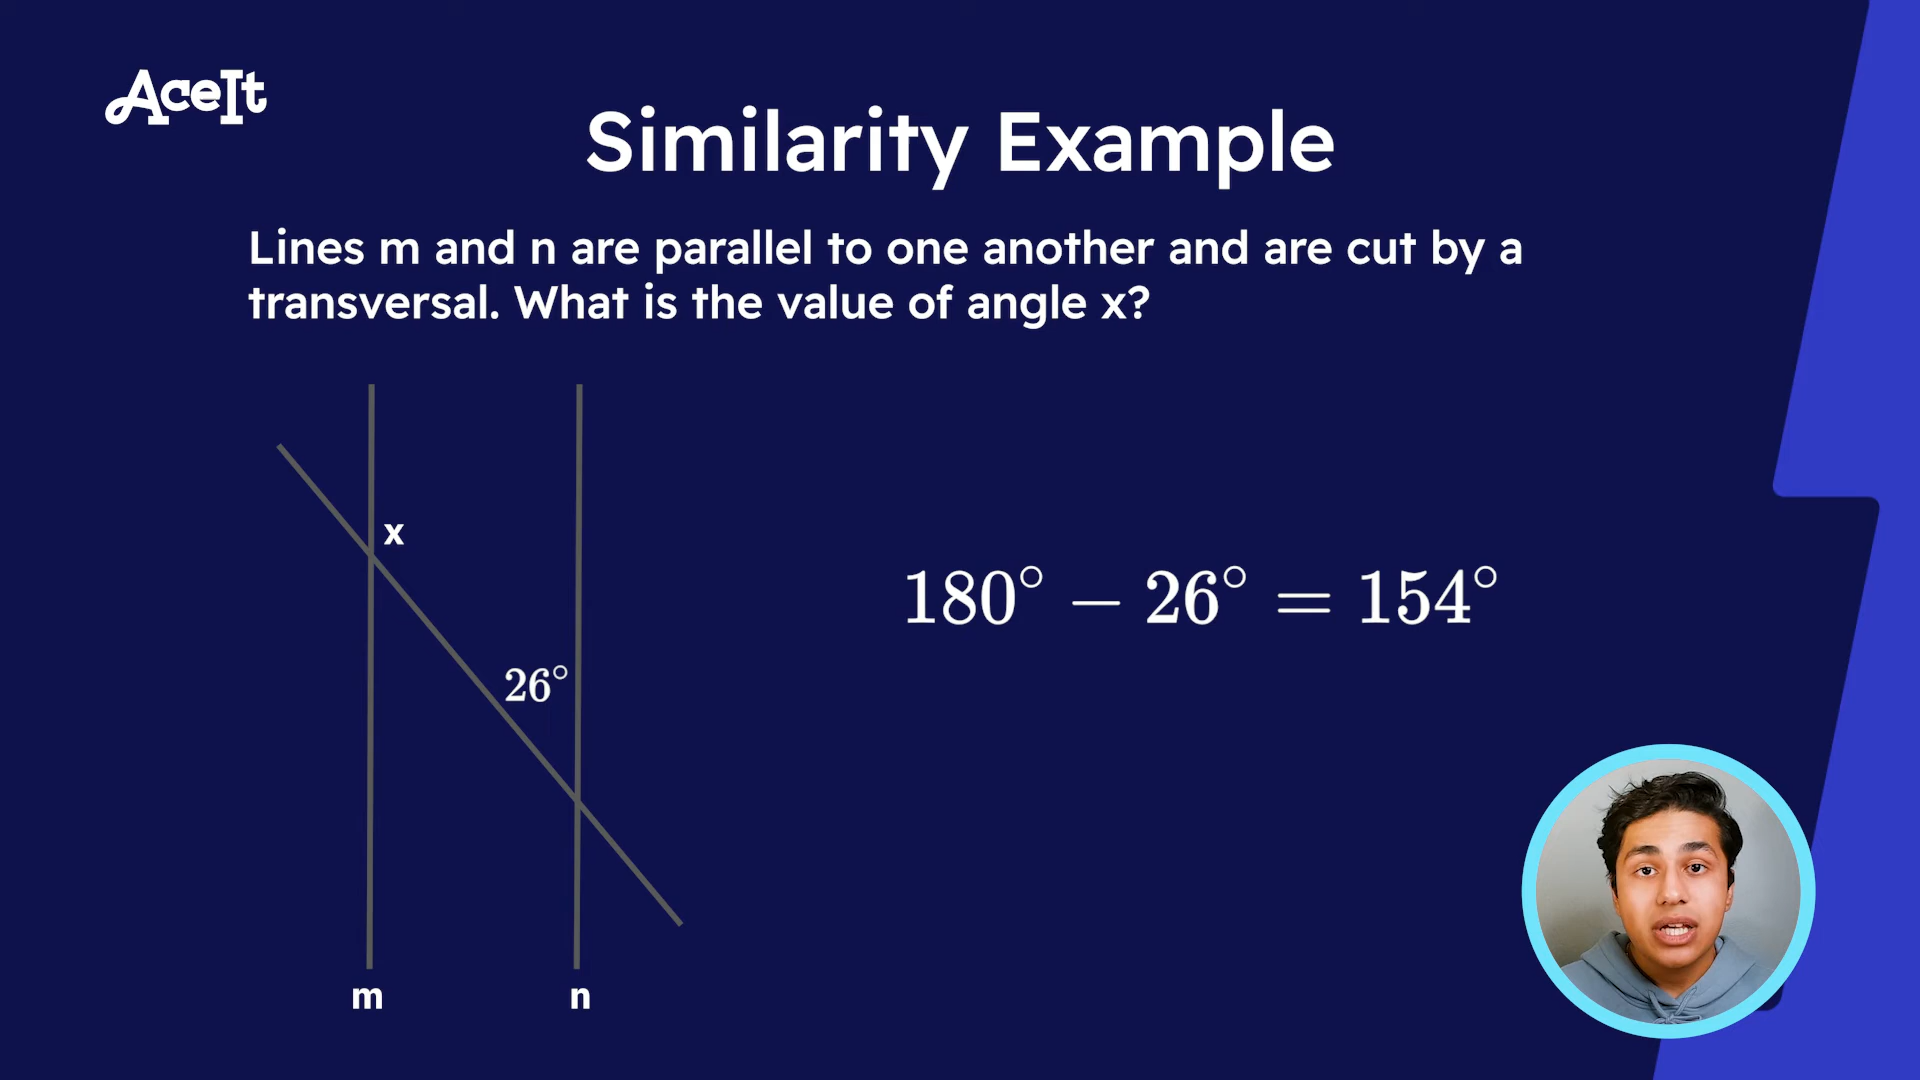 AceIt
Similarity Example
Lines m and n are parallel to one another and are cut by a
transversal. What is the value of angle x?
x
180° − 26° = 154°
26°
m
n